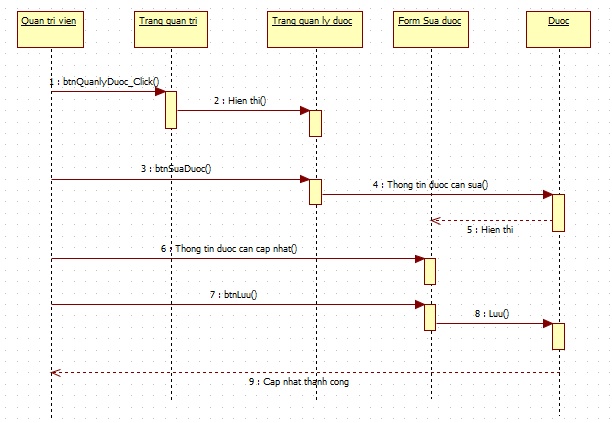 Quan tri vien
Trang quan tri
Trang quan ly duoc
Form Sua duoc
Duoc
1 : btnQuanlyDuoc_Click()
2 : Hien thi()
3 : btnSuaDuoc()
4 : Thong tin duoc can sua()
5 : Hien thi
6 : Thong tin duoc can cap nhat()
7 : btnLuu()
8 : Luu()
9 : Cap nhat thanh cong